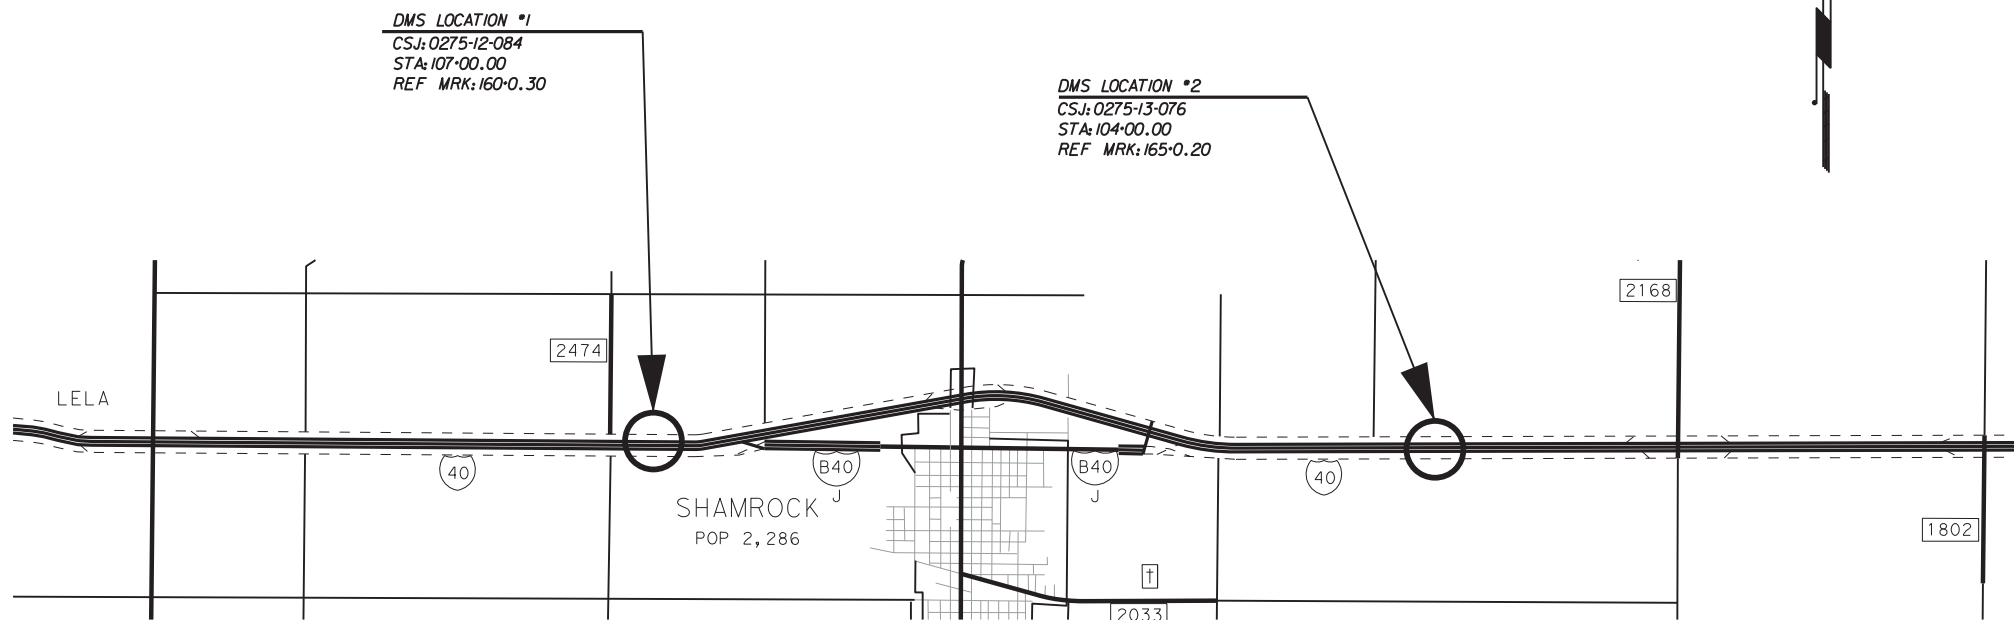 DMS LOCATION #1
CSJ: 0275-12-084
STA: 107+00.00
REF MRK: 160+0.30
DMS LOCATION #2
CSJ: 0275-13-076
STA: 104+00.00
REF MRK: 165+0.20
2168
2474
LELA
40
B40
J
B40
J
40
SHAMROCK
POP 2,286
1802
2033